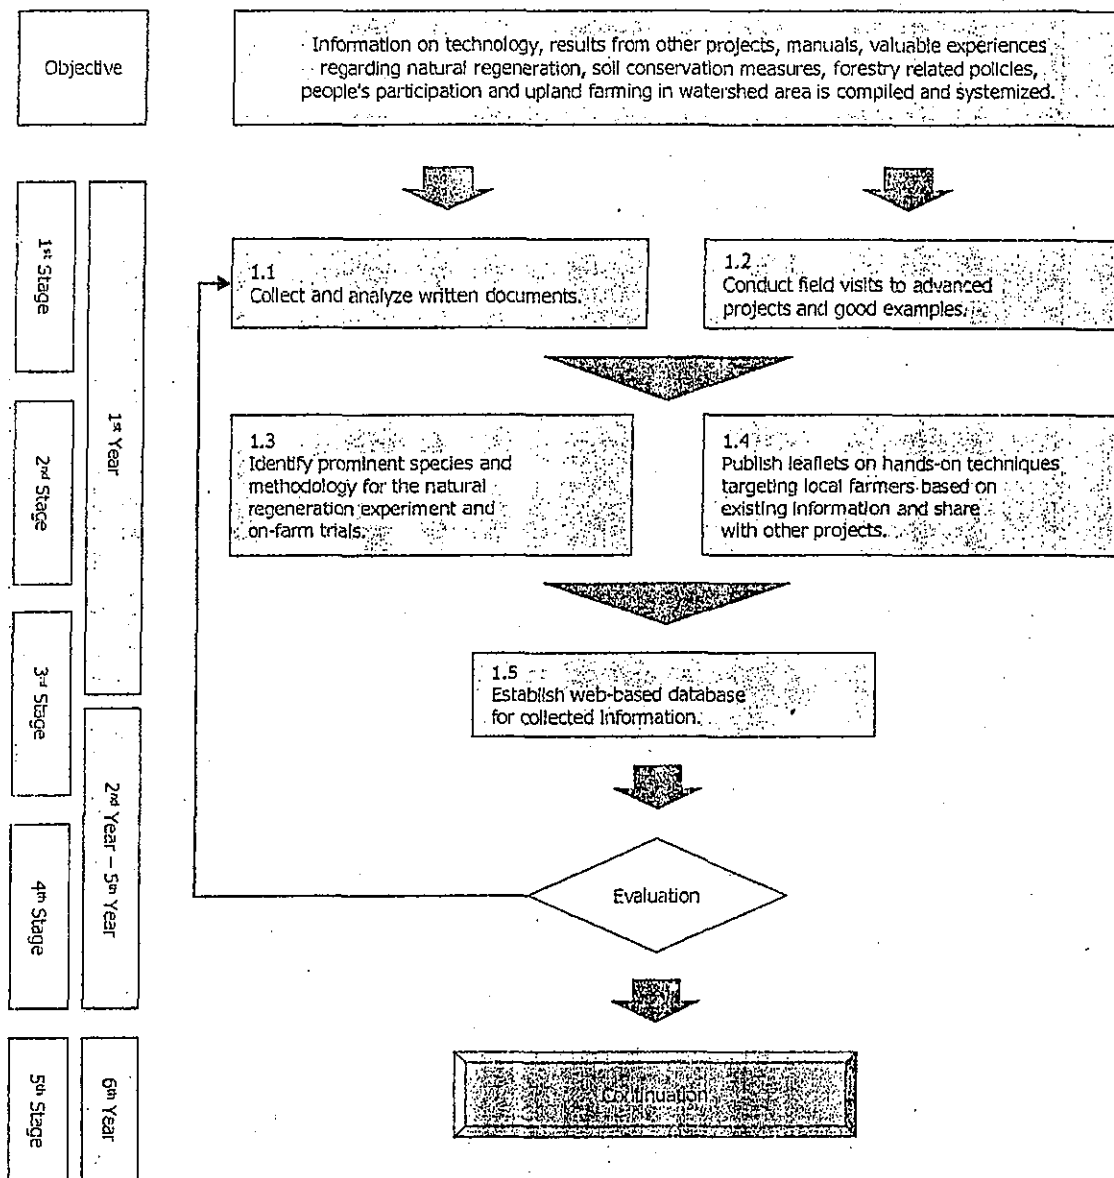 Objective
Information on technology, results from other projects, manuals, valuable experiences
regarding natural regeneration, soil conservation measures, forestry related policies,
people's participation and upland farming in watershed area is compiled and systemized.
1st Stage
1st Year
1.1
Collect and analyze written documents.
1.2
Conduct field visits to advanced
projects and good examples.
2nd Stage
1.3
Identify prominent species and
methodology for the natural
regeneration experiment and
on-farm trials.
1.4
Publish leaflets on hands-on techniques
targeting local farmers based on
existing information and share
with other projects.
3rd Stage
1.5
Establish web-based database
for collected information.
2nd Year – 5th Year
4th Stage
Evaluation
5th Stage
6th Year
Continuation